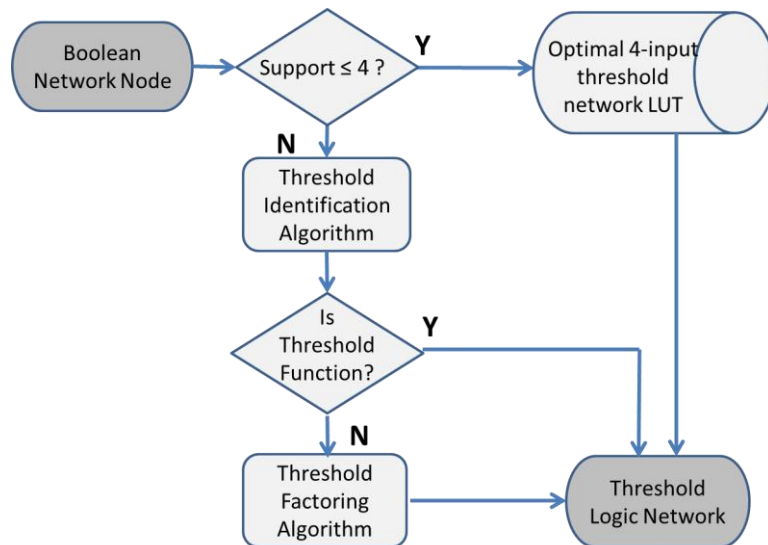 Boolean
Network Node
Support ≤ 4 ?
Y
Optimal 4-input
threshold
network LUT
N
Threshold
Identification
Algorithm
Is
Threshold
Function?
Y
N
Threshold
Factoring
Algorithm
Threshold
Logic Network